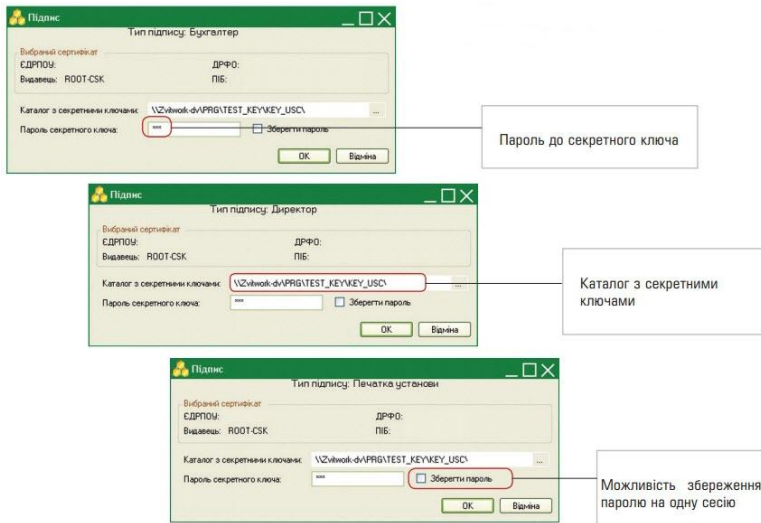 Підпис
Тип підпису: Бухгалтер
Вибраний сертифікат
ЄДРПОУ: ДРФО:
Видавець: ROOT-CSK ПІБ:
Каталог з секретними ключами: \\Zvitwork-dv\PRG\TEST_KEY\KEY_USC\ ...
Пароль секретного ключа: *** Зберегти пароль
OK Відміна
Пароль до секретного ключа
Підпис
Тип підпису: Директор
Вибраний сертифікат
ЄДРПОУ: ДРФО:
Видавець: ROOT-CSK ПІБ:
Каталог з секретними ключами: \\Zvitwork-dv\PRG\TEST_KEY\KEY_USC\ ...
Пароль секретного ключа: *** Зберегти пароль
OK Відміна
Каталог з секретними
ключами
Підпис
Тип підпису: Печатка установи
Вибраний сертифікат
ЄДРПОУ: ДРФО:
Видавець: ROOT-CSK ПІБ:
Каталог з секретними ключами: \\Zvitwork-dv\PRG\TEST_KEY\KEY_USC\ ...
Пароль секретного ключа: *** Зберегти пароль
OK Відміна
Можливість збереження
паролю на одну сесію